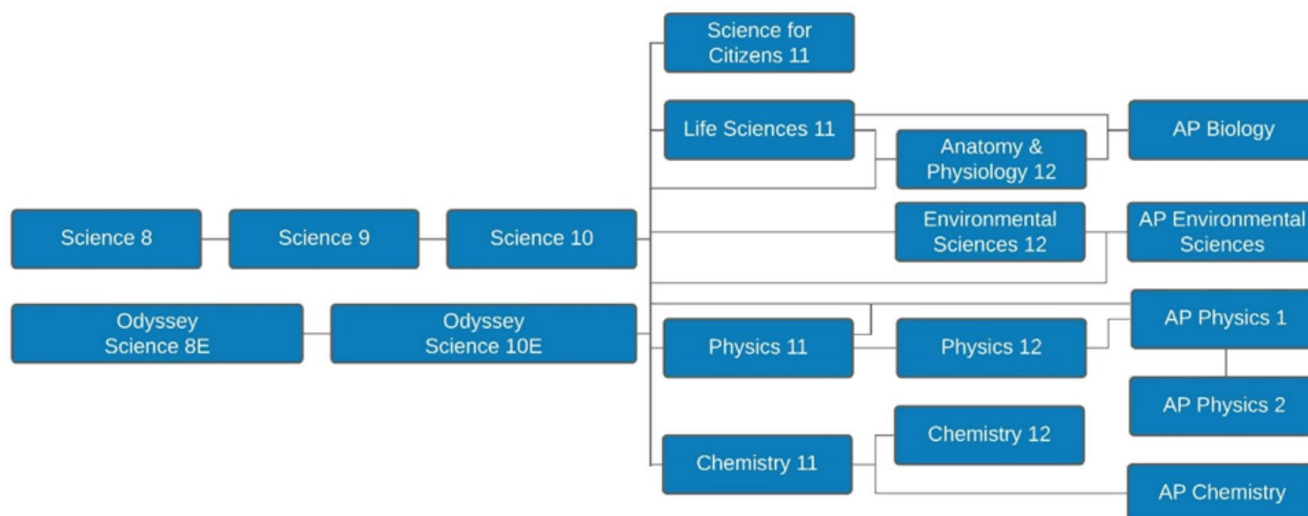 Science for
Citizens 11
Life Sciences 11
AP Biology
Anatomy &
Physiology 12
Science 8
Science 9
Science 10
Environmental
Sciences 12
AP Environmental
Sciences
Odyssey
Science 8E
Odyssey
Science 10E
Physics 11
Physics 12
AP Physics 1
AP Physics 2
Chemistry 12
Chemistry 11
AP Chemistry